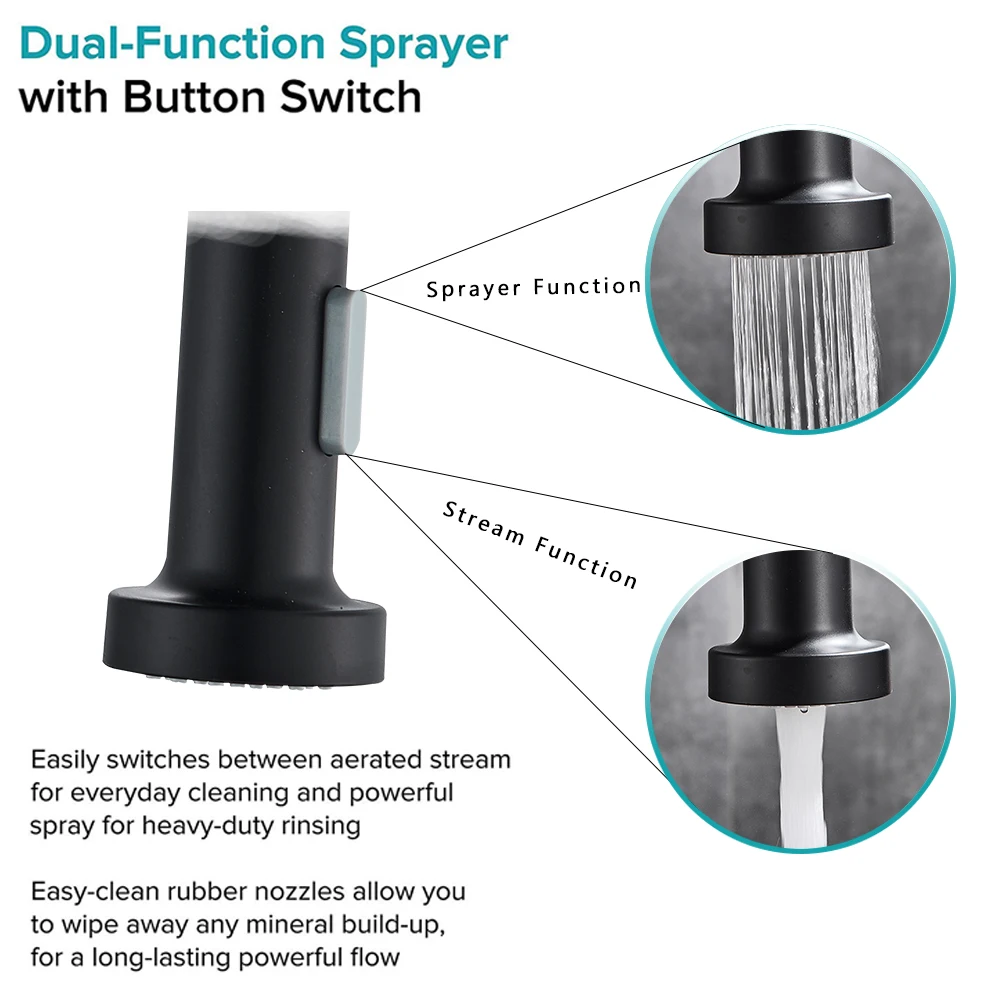 Dual-Function Sprayer
with Button Switch
Sprayer Function
Stream Function
Easily switches between aerated stream
for everyday cleaning and powerful
spray for heavy-duty rinsing
Easy-clean rubber nozzles allow you
to wipe away any mineral build-up,
for a long-lasting powerful flow